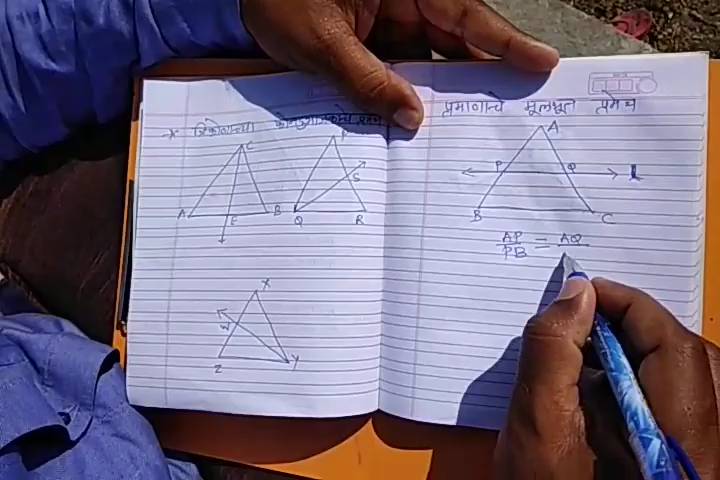 * त्रिकोणाच्या
C
A E B
P
S
Q R
X
W
Z Y
प्रमाणाचे मूलभूत प्रमेय
A
P Q l
B C
AP/PB = AQ/